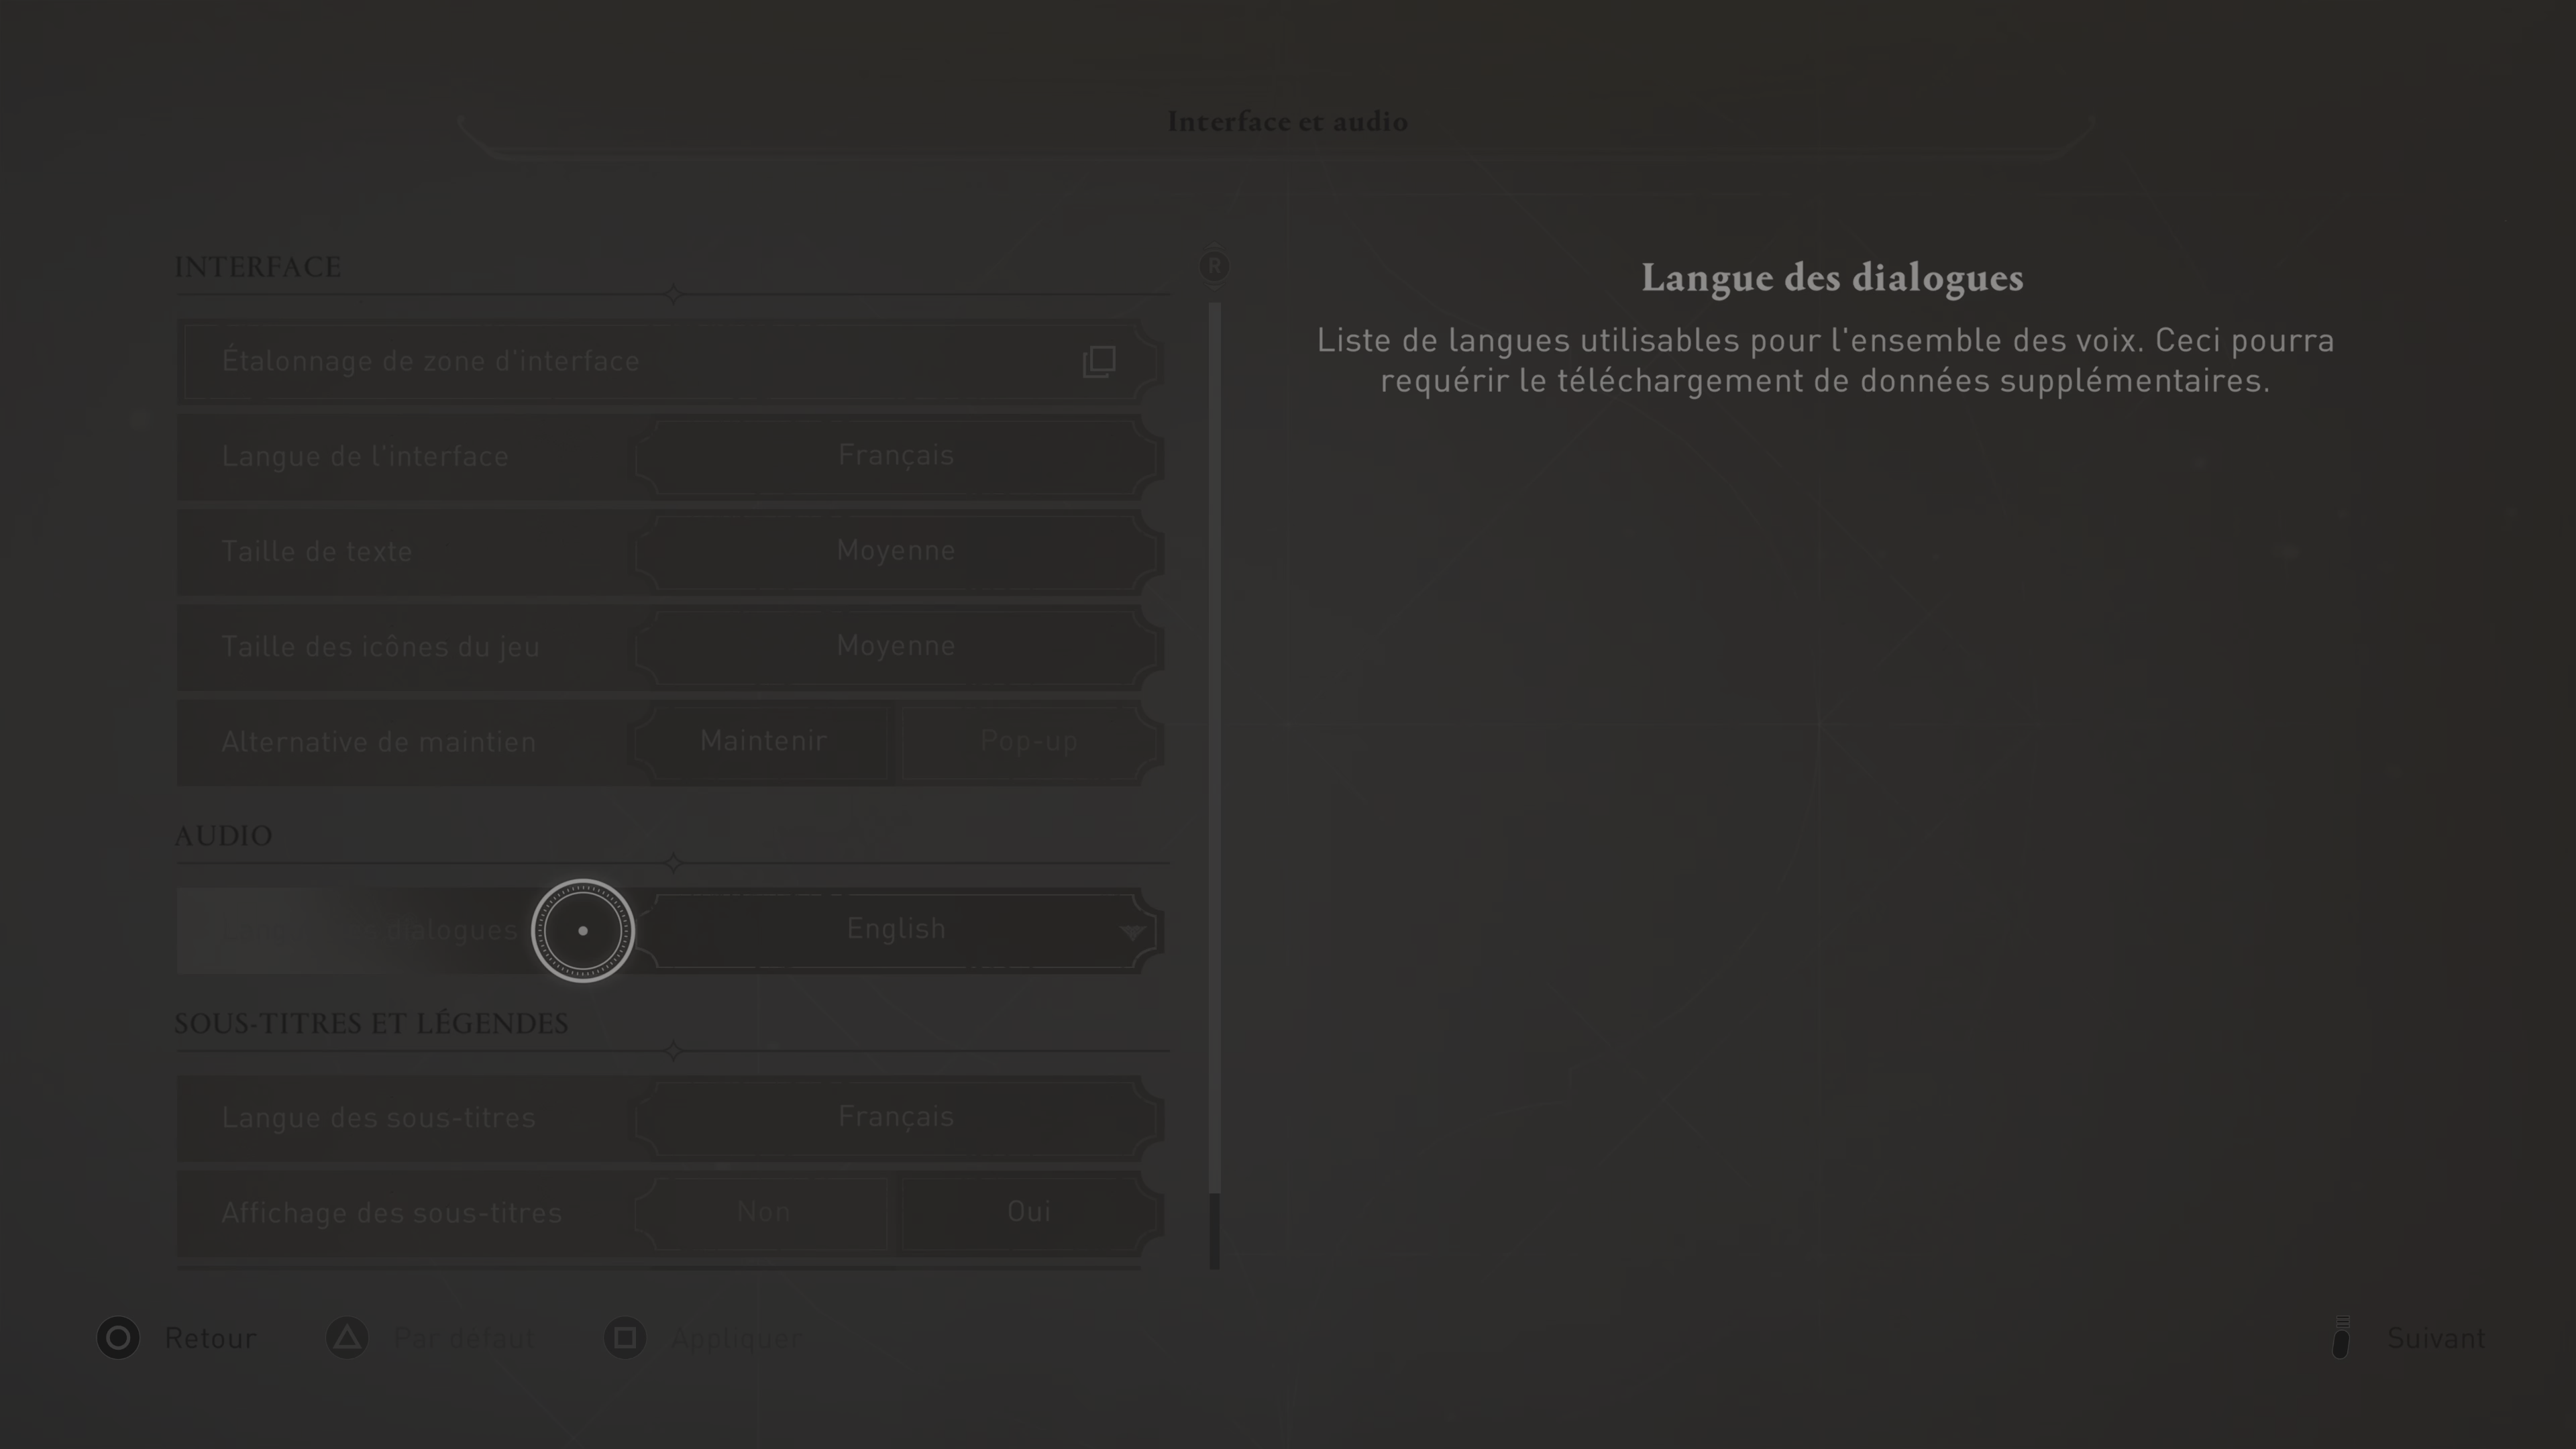 Interface et audio
INTERFACE
R
Étalonnage de zone d'interface
Langue de l'interface
Français
Taille de texte
Moyenne
Taille des icônes du jeu
Moyenne
Alternative de maintien
Maintenir
Pop-up
AUDIO
dialogues
English
SOUS-TITRES ET LÉGENDES
Langue des sous-titres
Français
Affichage des sous-titres
Non
Oui
Langue des dialogues
Liste de langues utilisables pour l'ensemble des voix. Ceci pourra
requérir le téléchargement de données supplémentaires.
Retour
Par défaut
Appliquer
Suivant